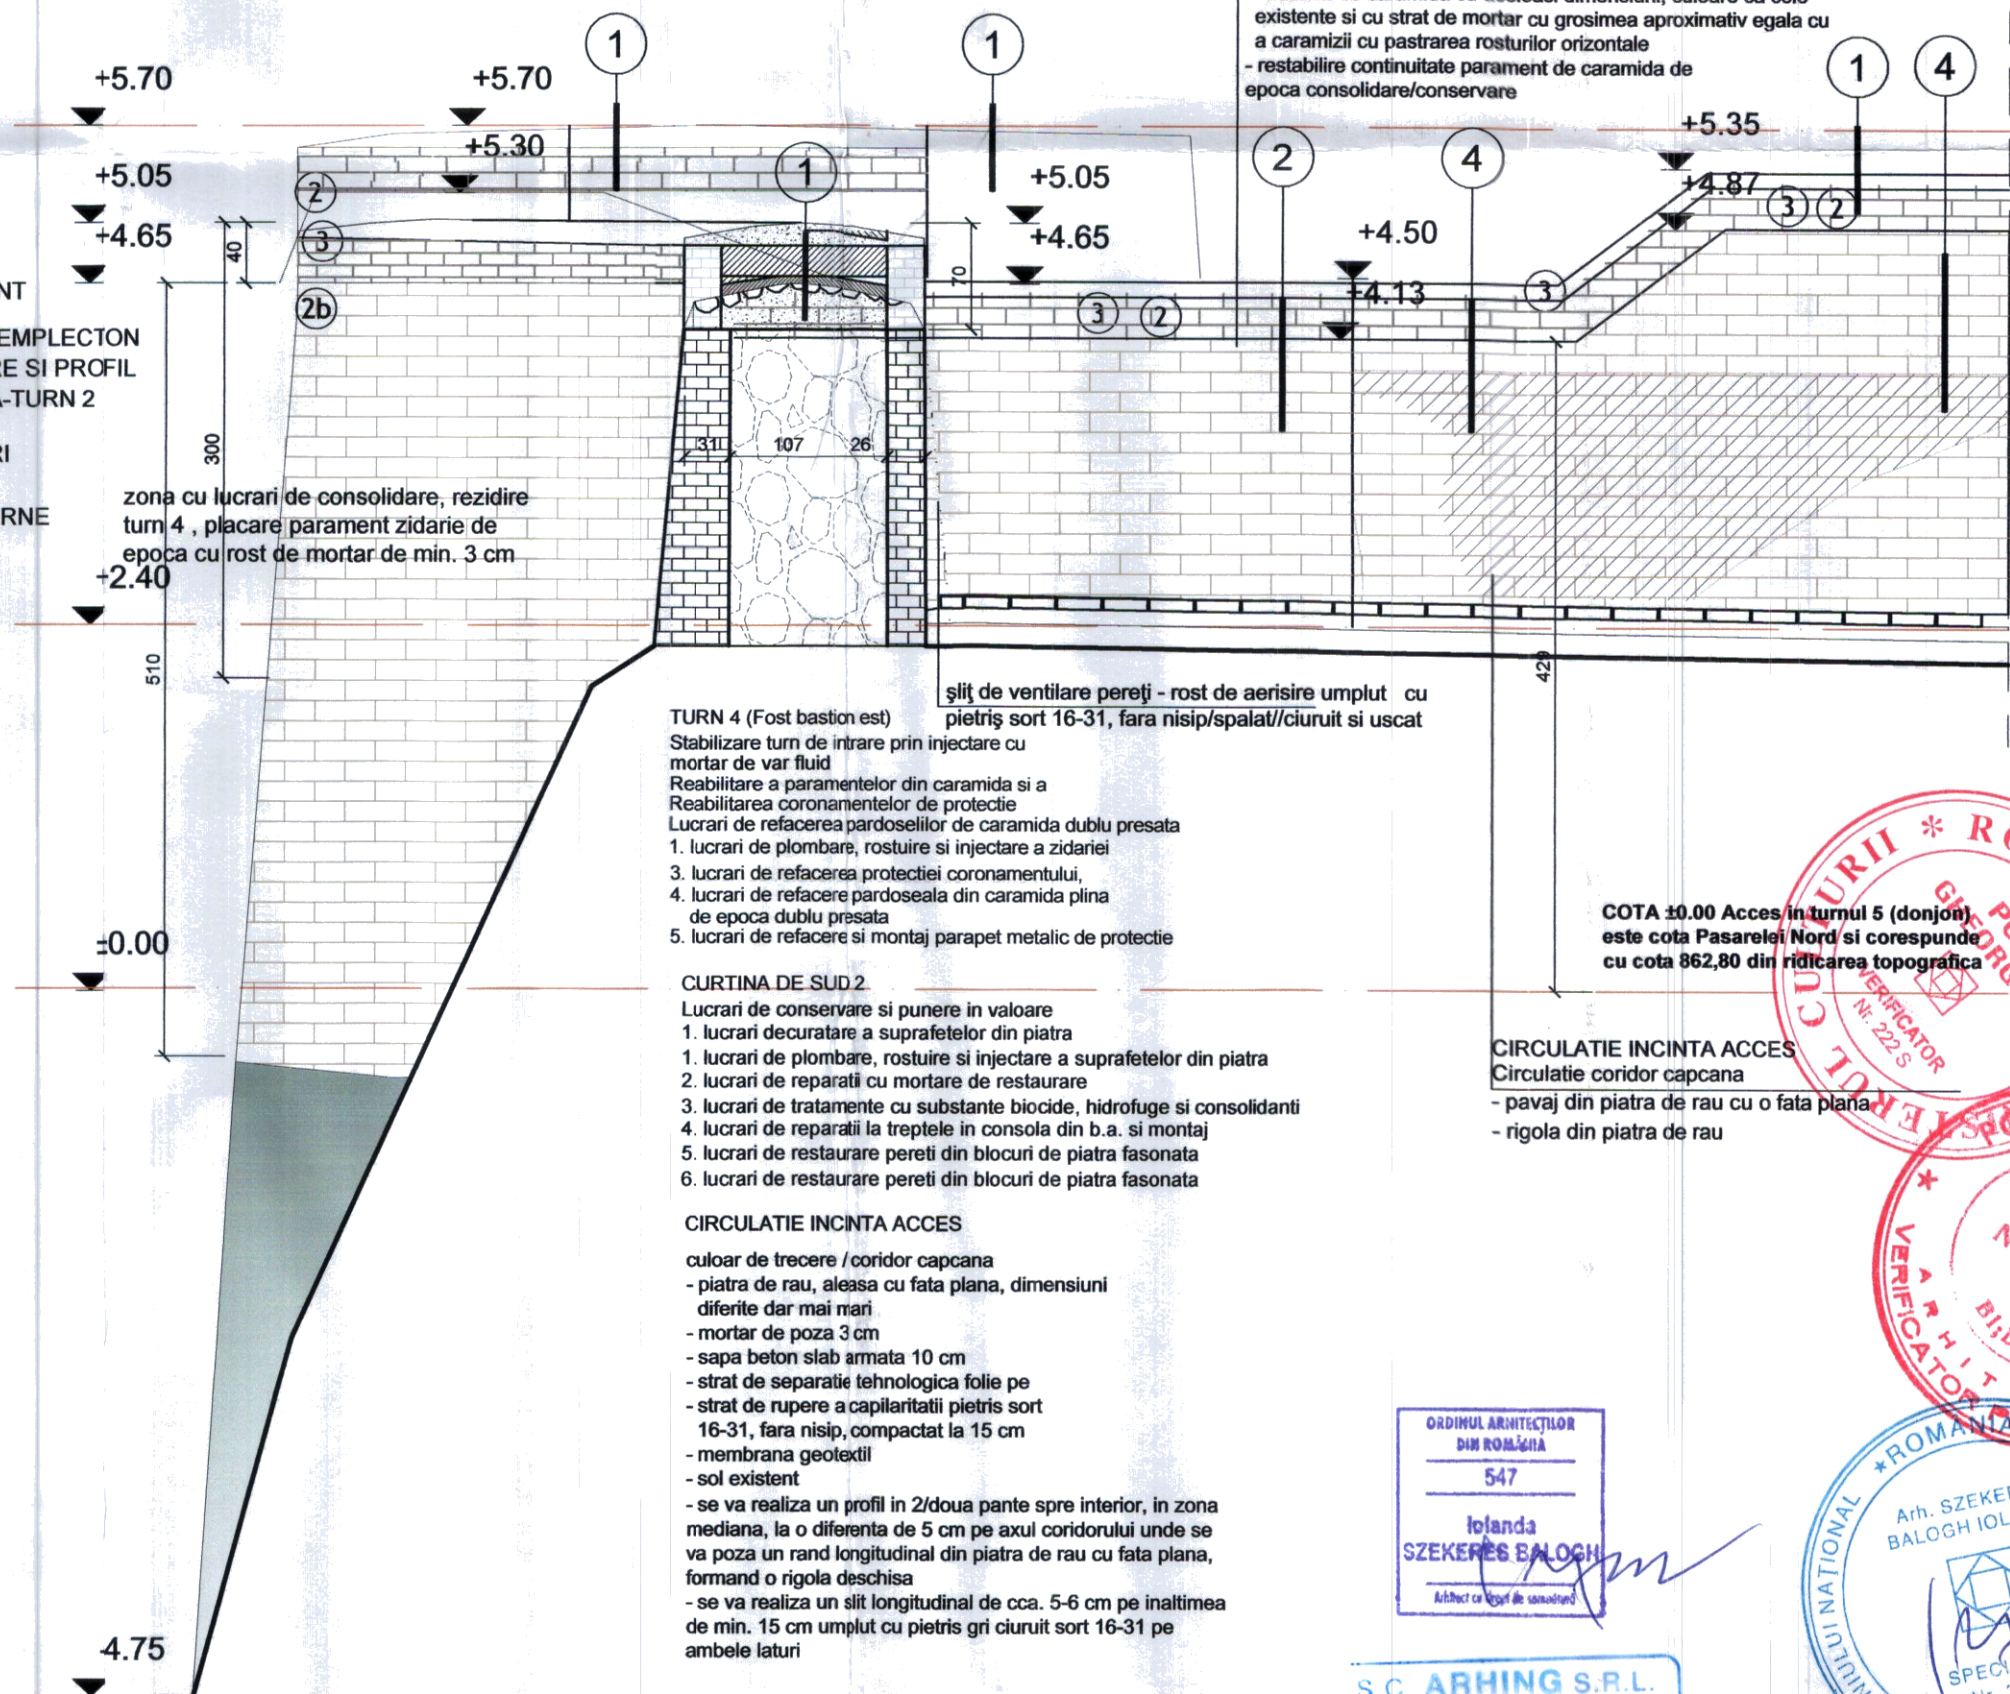 existente si cu strat de mortar cu grosimea aproximativ egala cu
a caramizii cu pastrarea rosturilor orizontale
- restabilire continuitate parament de caramida de
epoca consolidare/conservare
1
1
1
4
+5.70
+5.70
+5.30
+5.05
+4.65
1
2
3
2b
40
300
510
+5.05
+4.65
70
2
4
+4.50
+4.13
+5.35
+4.87
3
2
3
3
2
NT
EMPLECTON
RE SI PROFIL
A-TURN 2
RI
RNE
31
107
26
zona cu lucrari de consolidare, rezidire
turn 4 , placare parament zidarie de
epoca cu rost de mortar de min. 3 cm
+2.40
429
şliţ de ventilare pereţi - rost de aerisire umplut cu
pietriş sort 16-31, fara nisip/spalat//ciuruit si uscat
TURN 4 (Fost bastion est)
Stabilizare turn de intrare prin injectare cu
mortar de var fluid
Reabilitare a paramentelor din caramida si a
Reabilitarea coronamentelor de protectie
Lucrari de refacerea pardoselilor de caramida dublu presata
1. lucrari de plombare, rostuire si injectare a zidariei
3. lucrari de refacerea protectiei coronamentului,
4. lucrari de refacere pardoseala din caramida plina
de epoca dublu presata
5. lucrari de refacere si montaj parapet metalic de protectie
±0.00
CURTINA DE SUD 2
Lucrari de conservare si punere in valoare
1. lucrari decuratare a suprafetelor din piatra
1. lucrari de plombare, rostuire si injectare a suprafetelor din piatra
2. lucrari de reparatii cu mortare de restaurare
3. lucrari de tratamente cu substante biocide, hidrofuge si consolidanti
4. lucrari de reparatii la treptele in consola din b.a. si montaj
5. lucrari de restaurare pereti din blocuri de piatra fasonata
6. lucrari de restaurare pereti din blocuri de piatra fasonata
COTA ±0.00 Acces in turnul 5 (donjon)
este cota Pasarelei Nord si corespunde
cu cota 862,80 din ridicarea topografica
CIRCULATIE INCINTA ACCES
Circulatie coridor capcana
- pavaj din piatra de rau cu o fata plana
- rigola din piatra de rau
CIRCULATIE INCINTA ACCES
culoar de trecere / coridor capcana
- piatra de rau, aleasa cu fata plana, dimensiuni
diferite dar mai mari
- mortar de poza 3 cm
- sapa beton slab armata 10 cm
- strat de separatie tehnologica folie pe
- strat de rupere a capilaritatii pietris sort
16-31, fara nisip, compactat la 15 cm
- membrana geotextil
- sol existent
- se va realiza un profil in 2/doua pante spre interior, in zona
mediana, la o diferenta de 5 cm pe axul coridorului unde se
va poza un rand longitudinal din piatra de rau cu fata plana,
formand o rigola deschisa
- se va realiza un slit longitudinal de cca. 5-6 cm pe inaltimea
de min. 15 cm umplut cu pietris gri ciuruit sort 16-31 pe
ambele laturi
-4.75
CULTURII * RO
VERIFICATOR
Nr. 222 S
VERIFICATOR
ORDINUL ARHITECŢILOR
DIN ROMÂNIA
547
Iolanda
SZEKERES BALOGH
Arhitect cu drept de semnătură
* ROMANIA
Arh. SZEKER
BALOGH IOL
SPECI
S.C. ARHING S.R.L.